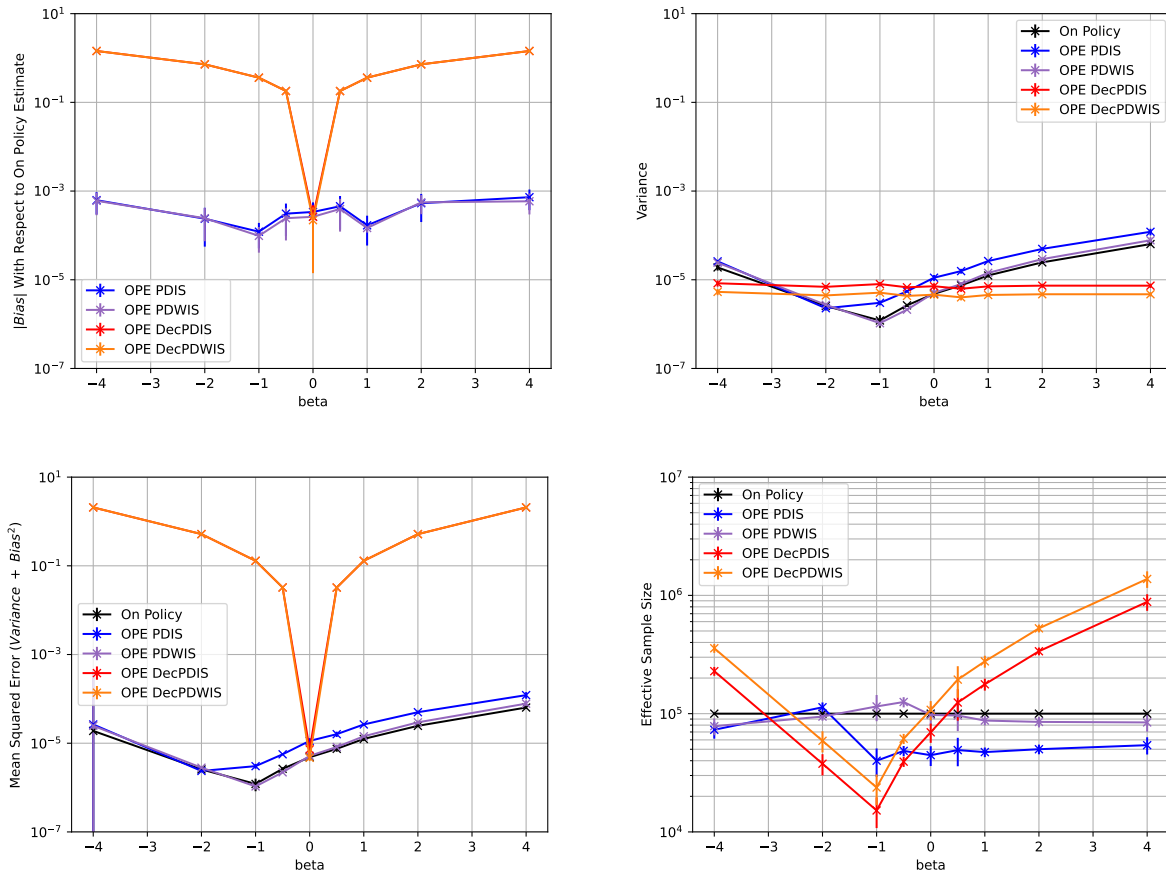 |Bias| With Respect to On Policy Estimate
10^1
10^-1
10^-3
10^-5
10^-7
OPE PDIS
OPE PDWIS
OPE DecPDIS
OPE DecPDWIS
−4 −3 −2 −1 0 1 2 3 4
beta
Variance
10^1
10^-1
10^-3
10^-5
10^-7
On Policy
OPE PDIS
OPE PDWIS
OPE DecPDIS
OPE DecPDWIS
−4 −3 −2 −1 0 1 2 3 4
beta
Mean Squared Error (Variance + Bias²)
10^1
10^-1
10^-3
10^-5
10^-7
On Policy
OPE PDIS
OPE PDWIS
OPE DecPDIS
OPE DecPDWIS
−4 −3 −2 −1 0 1 2 3 4
beta
Effective Sample Size
10^7
10^6
10^5
10^4
On Policy
OPE PDIS
OPE PDWIS
OPE DecPDIS
OPE DecPDWIS
−4 −3 −2 −1 0 1 2 3 4
beta